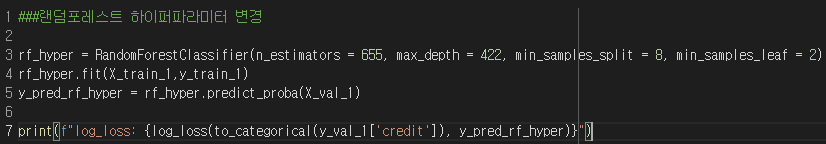 1 ###랜덤포레스트 하이퍼파라미터 변경
2
3 rf_hyper = RandomForestClassifier(n_estimators = 655, max_depth = 422, min_samples_split = 8, min_samples_leaf = 2)
4 rf_hyper.fit(X_train_1,y_train_1)
5 y_pred_rf_hyper = rf_hyper.predict_proba(X_val_1)
6
7 print(f"log_loss: {log_loss(to_categorical(y_val_1['credit']), y_pred_rf_hyper)}")